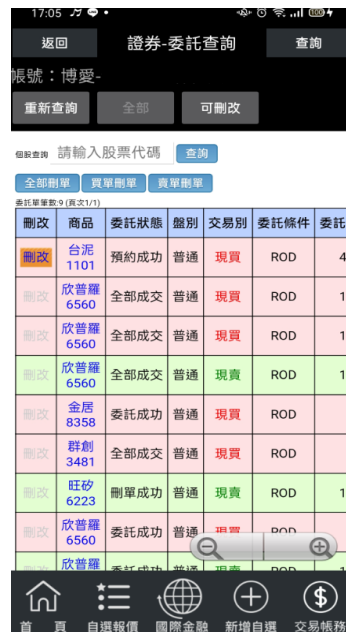 17:05
100
返回 證券-委託查詢 查詢
帳號：博愛-
重新查詢 全部 可刪改
個股查詢 請輸入股票代碼 查詢
全部刪單 買單刪單 賣單刪單
委託單筆數:9 (頁次1/1)
刪改 商品 委託狀態 盤別 交易別 委託條件 委託
刪改 台泥 1101 預約成功 普通 現買 ROD 4
刪改 欣普羅 6560 全部成交 普通 現買 ROD 1
刪改 欣普羅 6560 全部成交 普通 現買 ROD 1
刪改 欣普羅 6560 全部成交 普通 現賣 ROD 1
刪改 金居 8358 委託成功 普通 現買 ROD
刪改 群創 3481 全部成交 普通 現買 ROD
刪改 旺矽 6223 刪單成功 普通 現賣 ROD 1
刪改 欣普羅 6560 委託成功 普通 現買 ROD 1
欣普羅
首 頁 自選報價 國際金融 新增自選 交易帳務